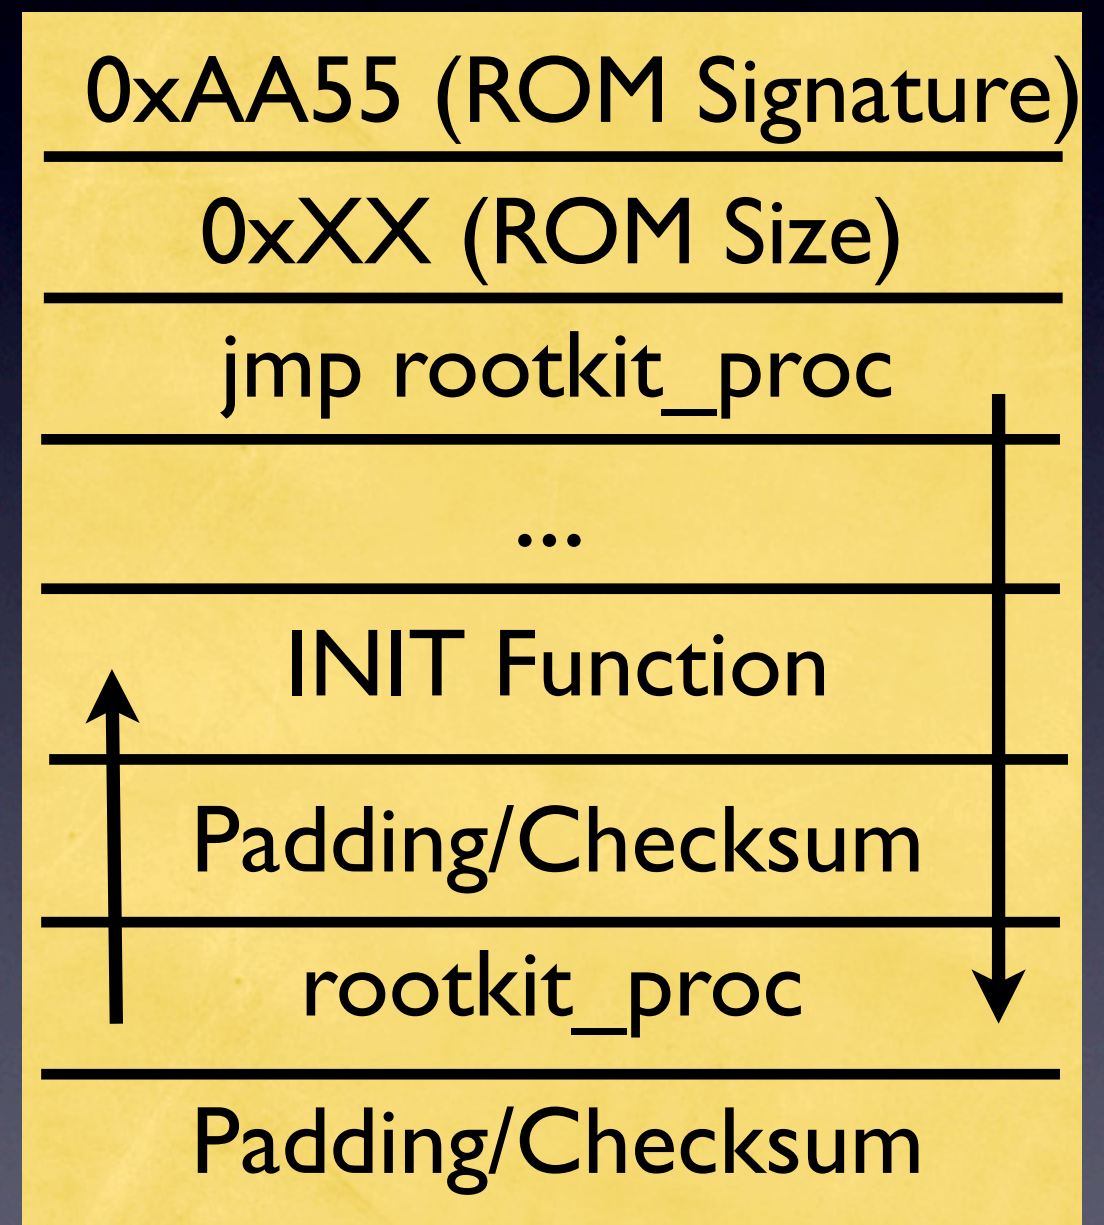 0xAA55 (ROM Signature)
0xXX (ROM Size)
jmp rootkit_proc
...
INIT Function
Padding/Checksum
rootkit_proc
Padding/Checksum